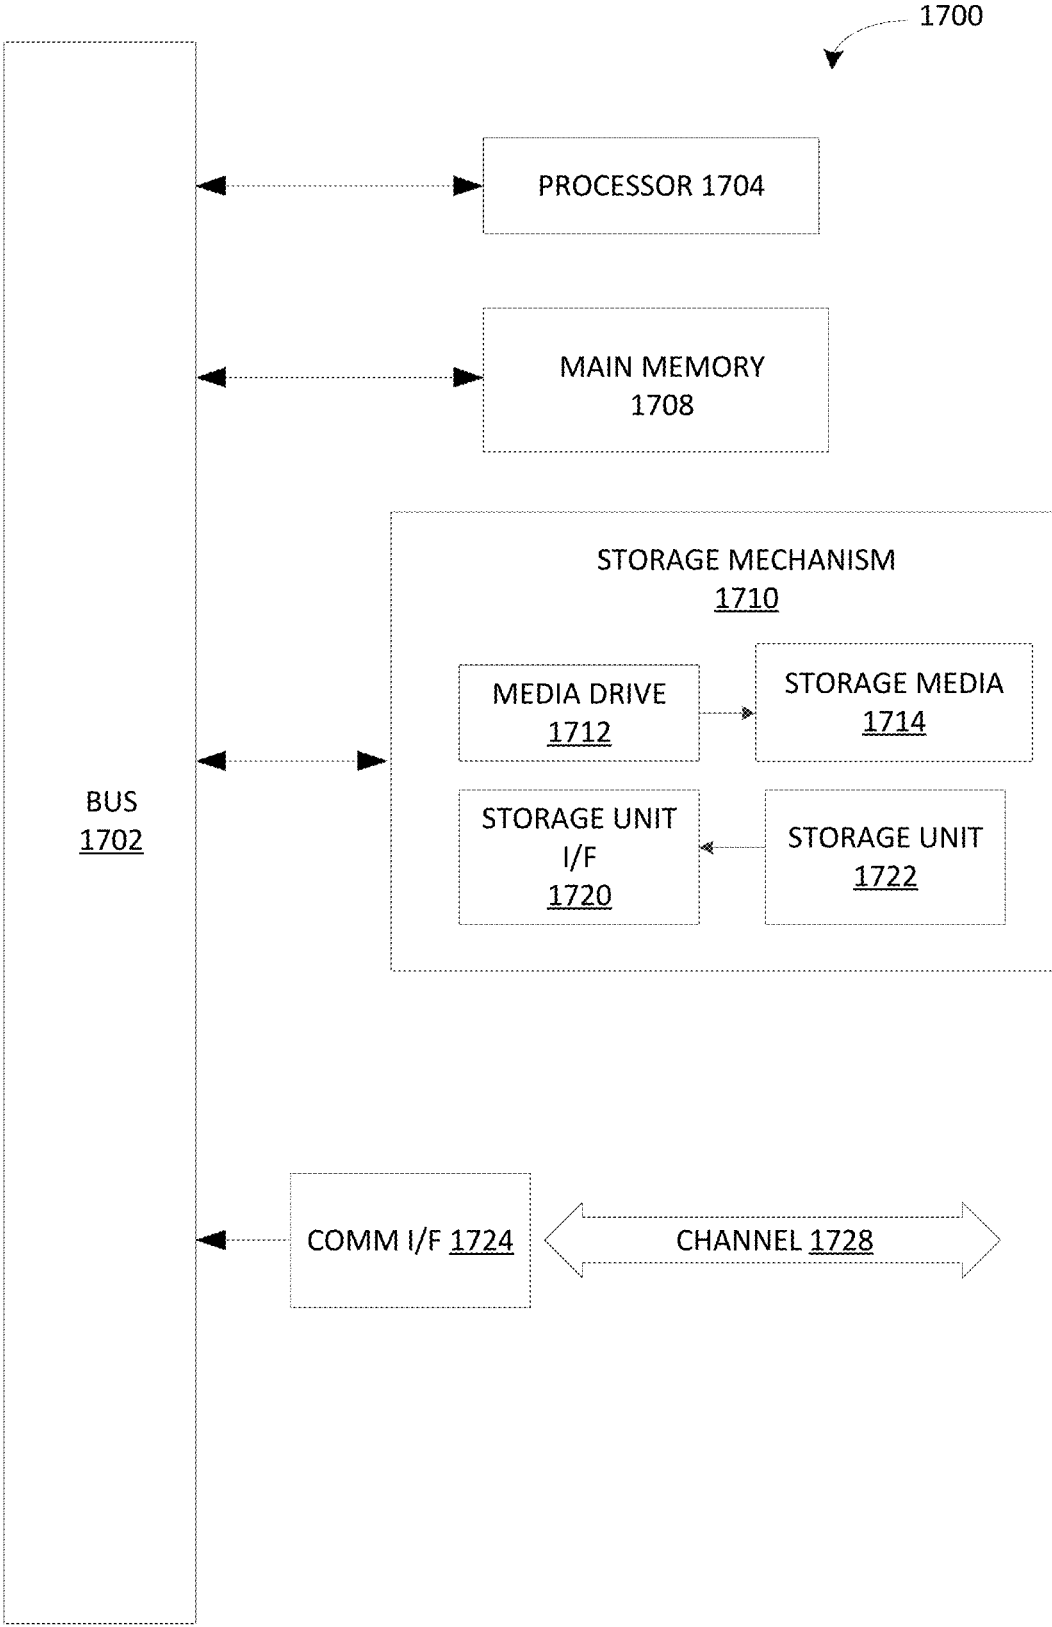 1700
PROCESSOR 1704
MAIN MEMORY
1708
STORAGE MECHANISM
1710
MEDIA DRIVE
1712
STORAGE MEDIA
1714
BUS
1702
STORAGE UNIT
I/F
1720
STORAGE UNIT
1722
COMM I/F 1724
CHANNEL 1728